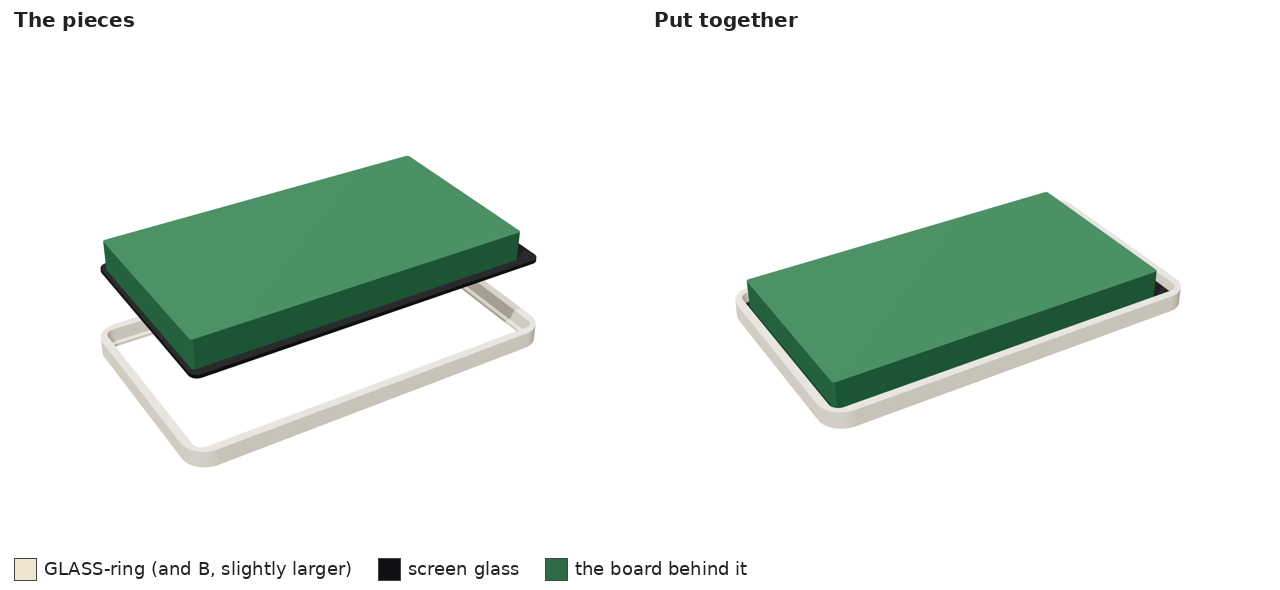 The pieces
Put together
GLASS-ring (and B, slightly larger)
screen glass
the board behind it